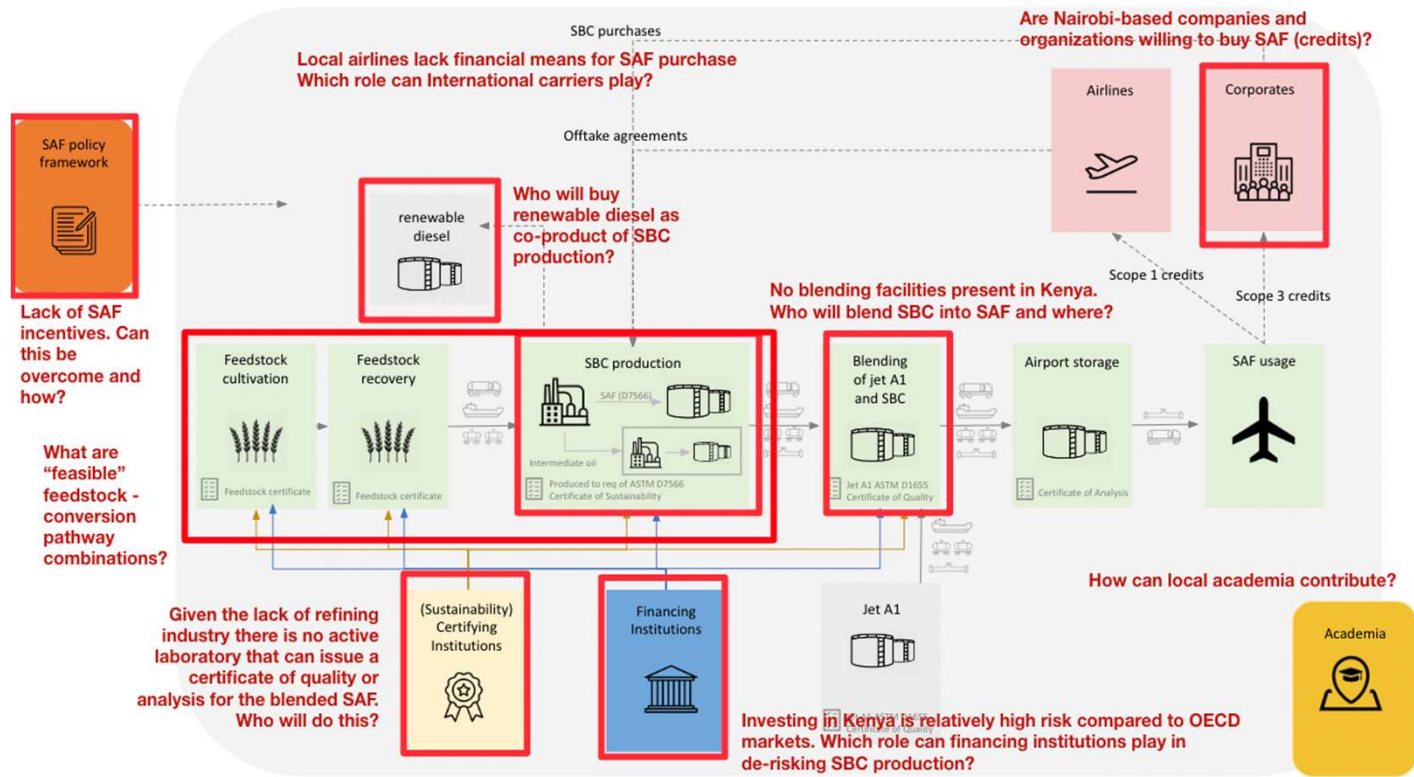 SBC purchases
Are Nairobi-based companies and
organizations willing to buy SAF (credits)?
Local airlines lack financial means for SAF purchase
Which role can International carriers play?
Airlines
Corporates
SAF policy
framework
Offtake agreements
renewable
diesel
Who will buy
renewable diesel as
co-product of SBC
production?
Scope 1 credits
Scope 3 credits
Lack of SAF
incentives. Can
this be
overcome and
how?
No blending facilities present in Kenya.
Who will blend SBC into SAF and where?
Feedstock
cultivation
Feedstock certificate
Feedstock
recovery
Feedstock certificate
SBC production
SAF (D7566)
Intermediate oil
Produced to req of ASTM D7566
Certificate of Sustainability
Blending
of jet A1
and SBC
Jet A1 ASTM D1655
Certificate of Quality
Airport storage
Certificate of Analysis
SAF usage
What are
“feasible”
feedstock -
conversion
pathway
combinations?
How can local academia contribute?
Given the lack of refining
industry there is no active
laboratory that can issue a
certificate of quality or
analysis for the blended SAF.
Who will do this?
(Sustainability)
Certifying
Institutions
Financing
Institutions
Jet A1
Jet A1 ASTM D1655
Certificate of Quality
Academia
Investing in Kenya is relatively high risk compared to OECD
markets. Which role can financing institutions play in
de-risking SBC production?